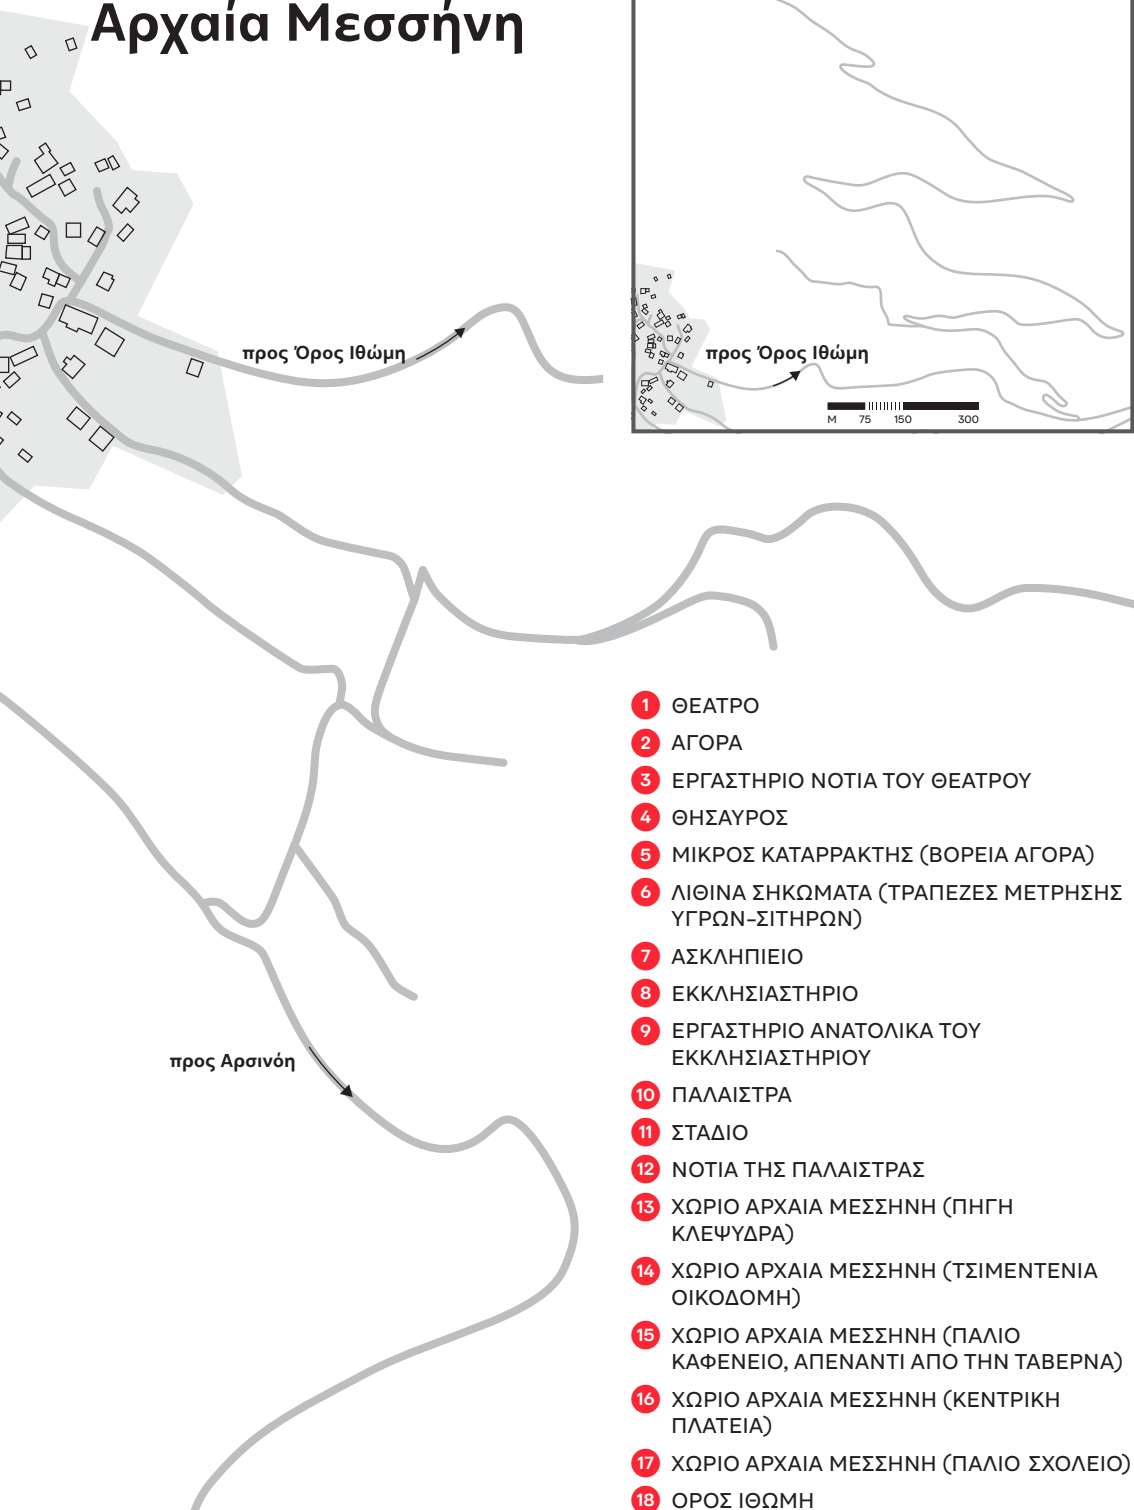 Αρχαία Μεσσήνη
προς Όρος Ιθώμη
προς Όρος Ιθώμη
Μ 75 150 300
1 ΘΕΑΤΡΟ
2 ΑΓΟΡΑ
3 ΕΡΓΑΣΤΗΡΙΟ ΝΟΤΙΑ ΤΟΥ ΘΕΑΤΡΟΥ
4 ΘΗΣΑΥΡΟΣ
5 ΜΙΚΡΟΣ ΚΑΤΑΡΡΑΚΤΗΣ (ΒΟΡΕΙΑ ΑΓΟΡΑ)
6 ΛΙΘΙΝΑ ΣΗΚΩΜΑΤΑ (ΤΡΑΠΕΖΕΣ ΜΕΤΡΗΣΗΣ
ΥΓΡΩΝ-ΣΙΤΗΡΩΝ)
7 ΑΣΚΛΗΠΙΕΙΟ
8 ΕΚΚΛΗΣΙΑΣΤΗΡΙΟ
9 ΕΡΓΑΣΤΗΡΙΟ ΑΝΑΤΟΛΙΚΑ ΤΟΥ
ΕΚΚΛΗΣΙΑΣΤΗΡΙΟΥ
10 ΠΑΛΑΙΣΤΡΑ
11 ΣΤΑΔΙΟ
12 ΝΟΤΙΑ ΤΗΣ ΠΑΛΑΙΣΤΡΑΣ
13 ΧΩΡΙΟ ΑΡΧΑΙΑ ΜΕΣΣΗΝΗ (ΠΗΓΗ
ΚΛΕΨΥΔΡΑ)
14 ΧΩΡΙΟ ΑΡΧΑΙΑ ΜΕΣΣΗΝΗ (ΤΣΙΜΕΝΤΕΝΙΑ
ΟΙΚΟΔΟΜΗ)
15 ΧΩΡΙΟ ΑΡΧΑΙΑ ΜΕΣΣΗΝΗ (ΠΑΛΙΟ
ΚΑΦΕΝΕΙΟ, ΑΠΕΝΑΝΤΙ ΑΠΟ ΤΗΝ ΤΑΒΕΡΝΑ)
16 ΧΩΡΙΟ ΑΡΧΑΙΑ ΜΕΣΣΗΝΗ (ΚΕΝΤΡΙΚΗ
ΠΛΑΤΕΙΑ)
17 ΧΩΡΙΟ ΑΡΧΑΙΑ ΜΕΣΣΗΝΗ (ΠΑΛΙΟ ΣΧΟΛΕΙΟ)
18 ΟΡΟΣ ΙΘΩΜΗ
προς Αρσινόη